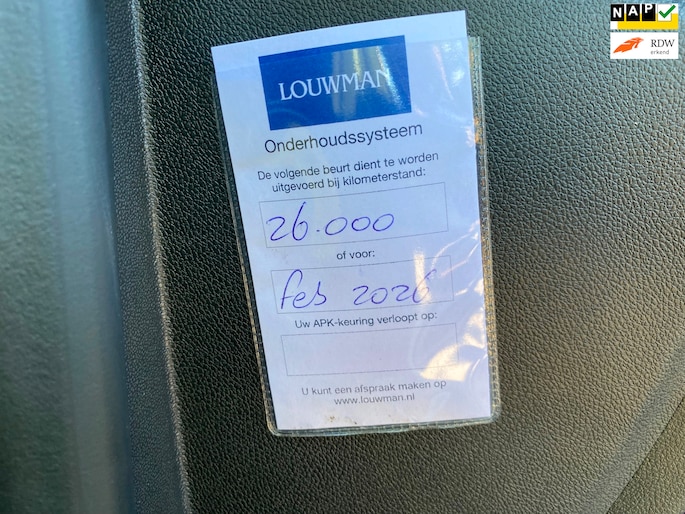 NAP
RDW
erkend
LOUWMAN
Onderhoudssysteem
De volgende beurt dient te worden
uitgevoerd bij kilometerstand:
26.000
of voor:
feb 2026
Uw APK-keuring verloopt op:
U kunt een afspraak maken op
www.louwman.nl